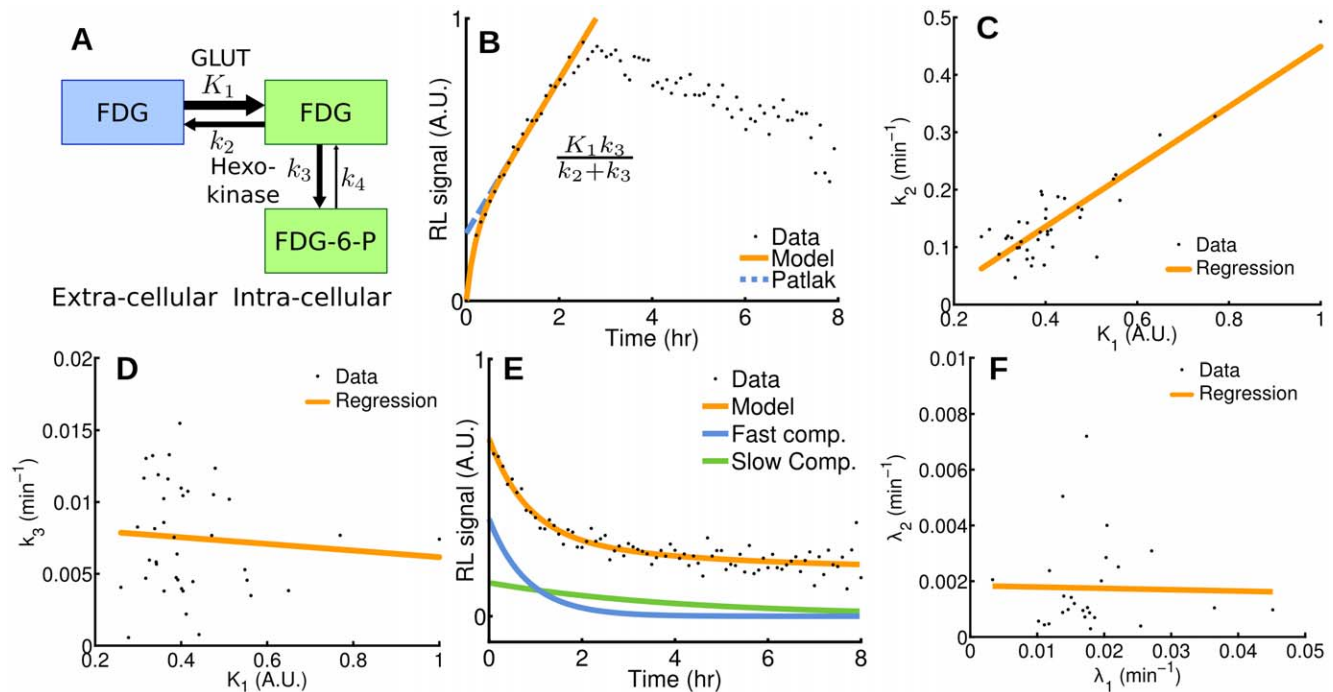 A
GLUT
K1
FDG
FDG
k2
Hexo-
kinase
k3
k4
FDG-6-P
Extra-cellular
Intra-cellular
B
1
RL signal (A.U.)
K1k3
k2+k3
Data
Model
Patlak
0
0 2 4 6 8
Time (hr)
C
0.5
0.4
0.3
0.2
0.1
0
k2 (min−1)
Data
Regression
0.2 0.4 0.6 0.8 1
K1 (A.U.)
D
0.02
0.015
0.01
0.005
0
k3 (min−1)
Data
Regression
0.2 0.4 0.6 0.8 1
K1 (A.U.)
E
1
RL signal (A.U.)
Data
Model
Fast comp.
Slow Comp.
0
0 2 4 6 8
Time (hr)
F
0.01
0.008
0.006
0.004
0.002
0
λ2 (min−1)
Data
Regression
0 0.01 0.02 0.03 0.04 0.05
λ1 (min−1)